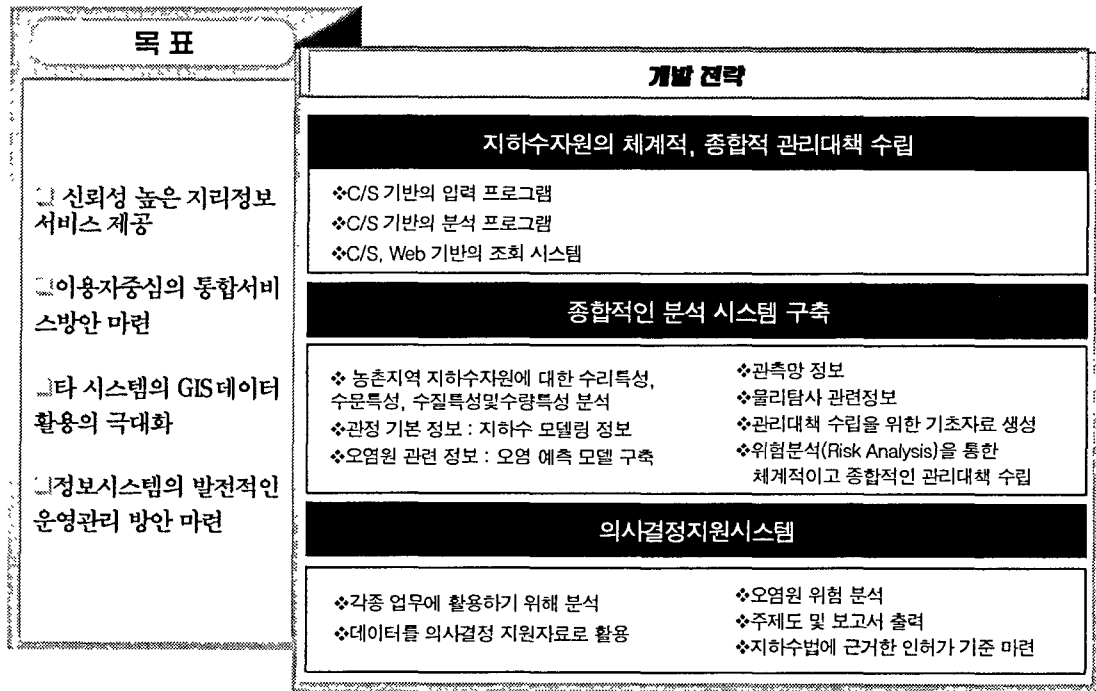 목 표
❑ 신뢰성 높은 지리정보
서비스 제공
❑이용자중심의 통합서비
스방안 마련
❑타 시스템의 GIS데이터
활용의 극대화
❑정보시스템의 발전적인
운영관리 방안 마련
개발 전략
지하수자원의 체계적, 종합적 관리대책 수립
❖C/S 기반의 입력 프로그램
❖C/S 기반의 분석 프로그램
❖C/S, Web 기반의 조회 시스템
종합적인 분석 시스템 구축
❖ 농촌지역 지하수자원에 대한 수리특성,
수문특성, 수질특성및수량특성 분석
❖관정 기본 정보 : 지하수 모델링 정보
❖오염원 관련 정보 : 오염 예측 모델 구축
❖관측망 정보
❖물리탐사 관련정보
❖관리대책 수립을 위한 기초자료 생성
❖위험분석(Risk Analysis)을 통한
체계적이고 종합적인 관리대책 수립
의사결정지원시스템
❖각종 업무에 활용하기 위해 분석
❖데이터를 의사결정 지원자료로 활용
❖오염원 위험 분석
❖주제도 및 보고서 출력
❖지하수법에 근거한 인허가 기준 마련